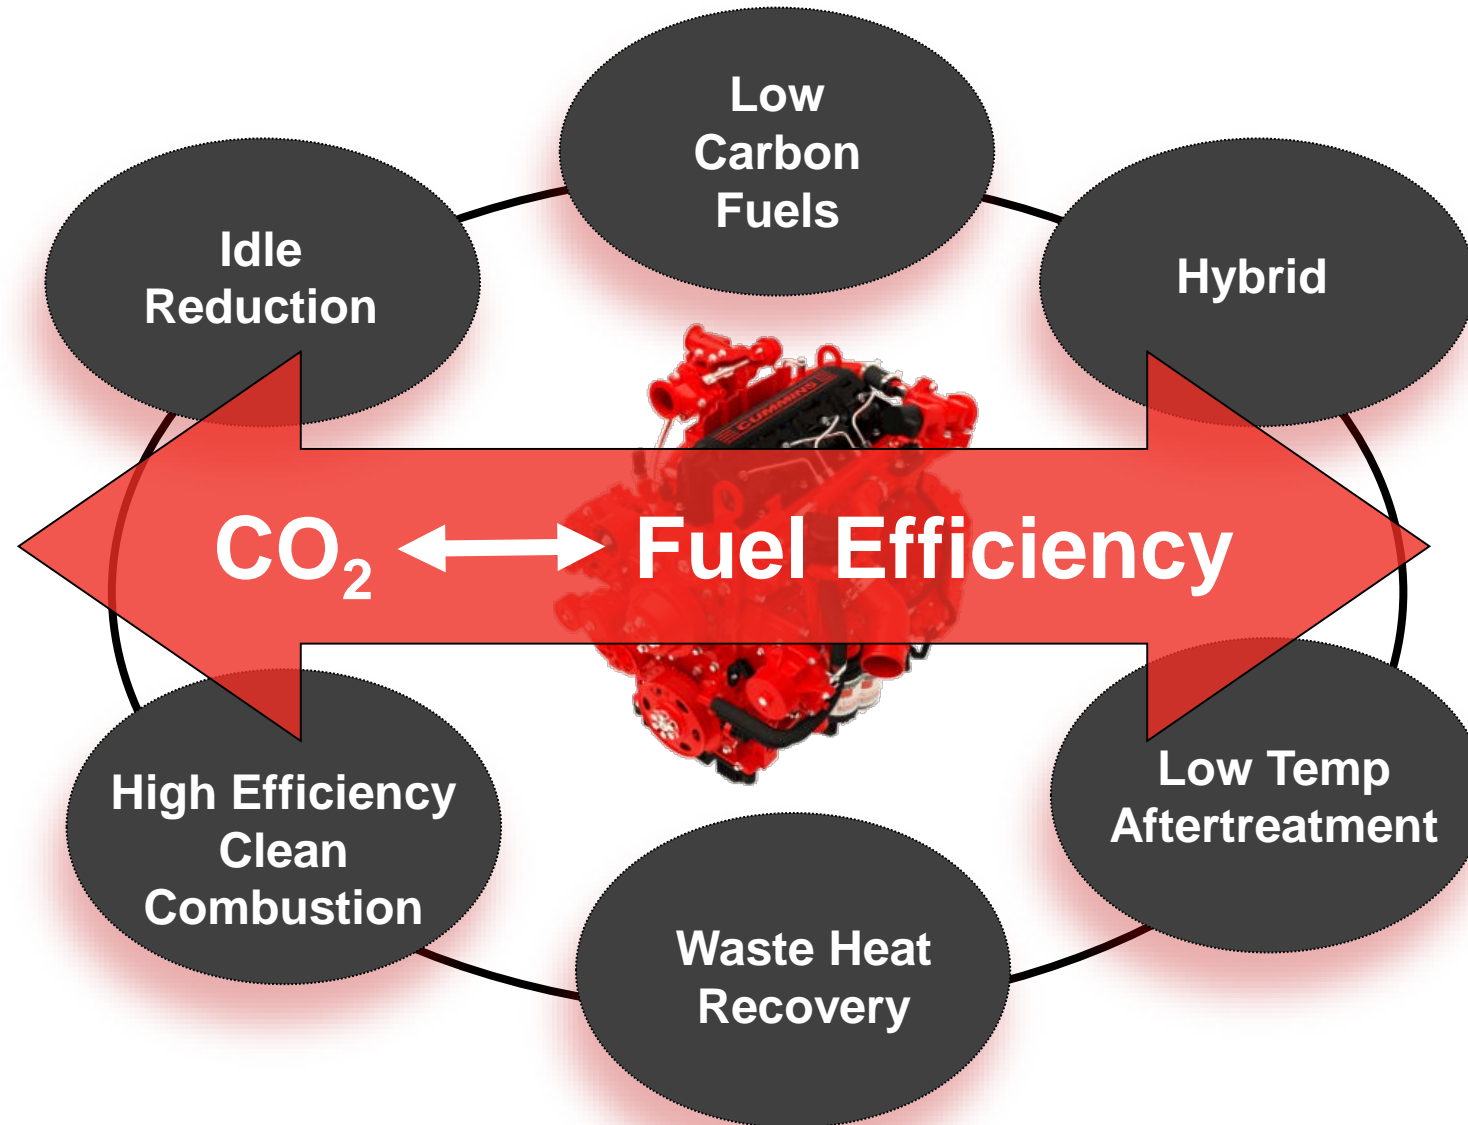 Low
Carbon
Fuels
Idle
Reduction
Hybrid
CUMMINS
CO₂ Fuel Efficiency
High Efficiency
Clean
Combustion
Low Temp
Aftertreatment
Waste Heat
Recovery